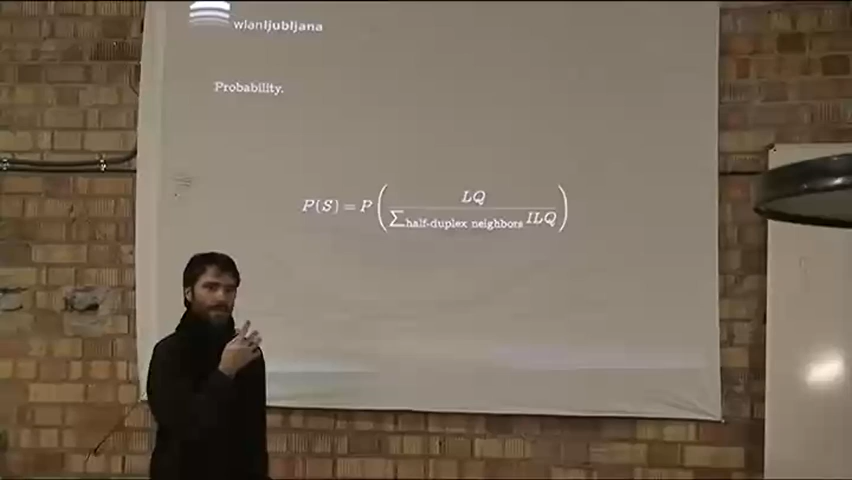 wlanljubljana
Probability.
P(S) = P ( LQ / ∑half-duplex neighbors ILQ )